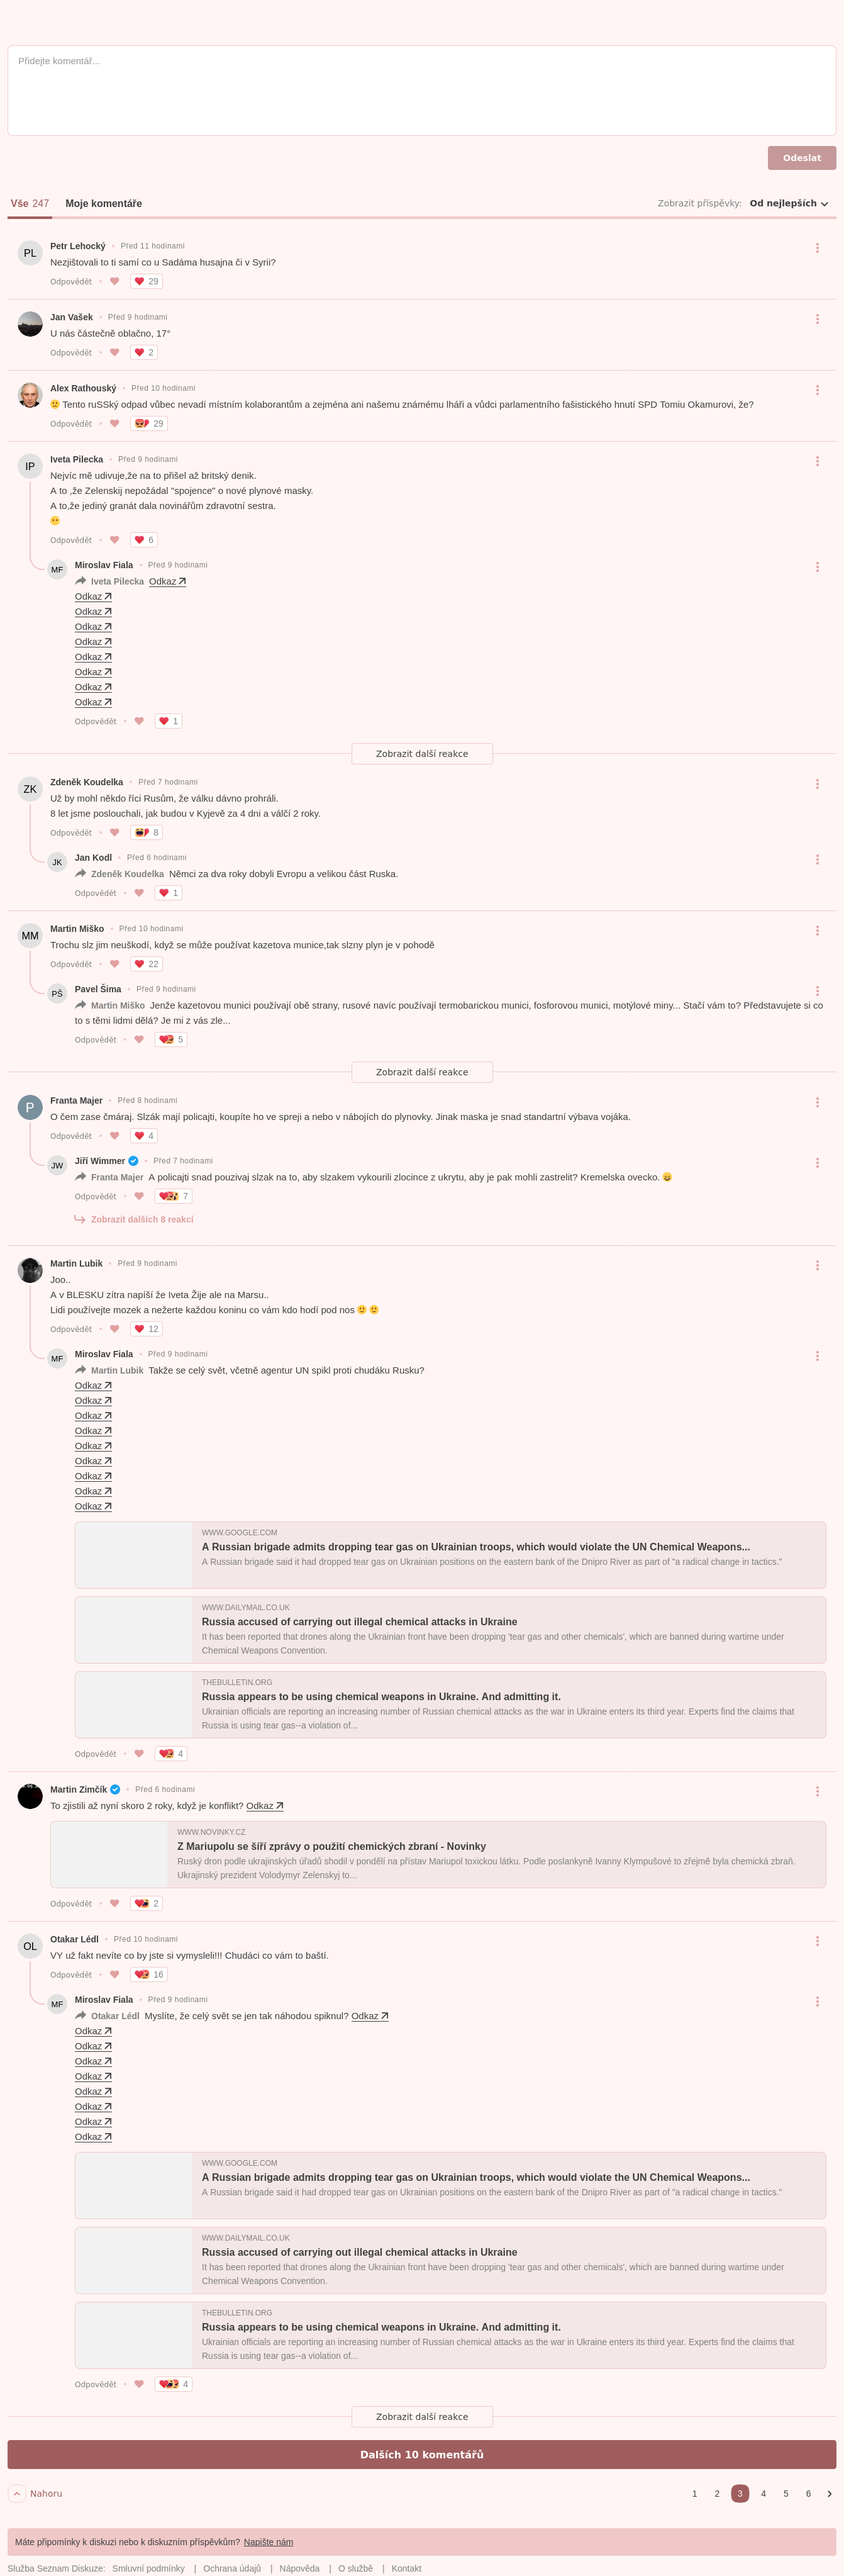 Přidejte komentář...
Odeslat
Vše 247 Moje komentáře Zobrazit příspěvky: Od nejlepších
PL Petr Lehocký • Před 11 hodinami
Nezjištovali to ti samí co u Sadáma husajna či v Syrii?
Odpovědět • 29
Jan Vašek • Před 9 hodinami
U nás částečně oblačno, 17°
Odpovědět • 2
Alex Rathouský • Před 10 hodinami
Tento ruSSký odpad vůbec nevadí místním kolaborantům a zejména ani našemu známému lháři a vůdci parlamentního fašistického hnutí SPD Tomiu Okamurovi, že?
Odpovědět • 29
IP Iveta Pilecka • Před 9 hodinami
Nejvíc mě udivuje,že na to přišel až britský denik.
A to ,že Zelenskij nepožádal "spojence" o nové plynové masky.
A to,že jediný granát dala novinářům zdravotní sestra.
Odpovědět • 6
MF Miroslav Fiala • Před 9 hodinami
Iveta Pilecka Odkaz
Odkaz
Odkaz
Odkaz
Odkaz
Odkaz
Odkaz
Odkaz
Odkaz
Odpovědět • 1
Zobrazit další reakce
ZK Zdeněk Koudelka • Před 7 hodinami
Už by mohl někdo říci Rusům, že válku dávno prohráli.
8 let jsme poslouchali, jak budou v Kyjevě za 4 dni a válčí 2 roky.
Odpovědět • 8
JK Jan Kodl • Před 6 hodinami
Zdeněk Koudelka Němci za dva roky dobyli Evropu a velikou část Ruska.
Odpovědět • 1
MM Martin Miško • Před 10 hodinami
Trochu slz jim neuškodí, když se může používat kazetova munice,tak slzny plyn je v pohodě
Odpovědět • 22
PŠ Pavel Šima • Před 9 hodinami
Martin Miško Jenže kazetovou munici používají obě strany, rusové navíc používají termobarickou munici, fosforovou munici, motýlové miny... Stačí vám to? Představujete si co
to s těmi lidmi dělá? Je mi z vás zle...
Odpovědět • 5
Zobrazit další reakce
P Franta Majer • Před 8 hodinami
O čem zase čmáraj. Slzák mají policajti, koupíte ho ve spreji a nebo v nábojích do plynovky. Jinak maska je snad standartní výbava vojáka.
Odpovědět • 4
JW Jiří Wimmer • Před 7 hodinami
Franta Majer A policajti snad pouzivaj slzak na to, aby slzakem vykourili zlocince z ukrytu, aby je pak mohli zastrelit? Kremelska ovecko.
Odpovědět • 7
Zobrazit dalších 8 reakcí
Martin Lubik • Před 9 hodinami
Joo..
A v BLESKU zítra napíší že Iveta Žije ale na Marsu..
Lidi používejte mozek a nežerte každou koninu co vám kdo hodí pod nos
Odpovědět • 12
MF Miroslav Fiala • Před 9 hodinami
Martin Lubik Takže se celý svět, včetně agentur UN spikl proti chudáku Rusku?
Odkaz
Odkaz
Odkaz
Odkaz
Odkaz
Odkaz
Odkaz
Odkaz
Odkaz
WWW.GOOGLE.COM
A Russian brigade admits dropping tear gas on Ukrainian troops, which would violate the UN Chemical Weapons...
A Russian brigade said it had dropped tear gas on Ukrainian positions on the eastern bank of the Dnipro River as part of "a radical change in tactics."
WWW.DAILYMAIL.CO.UK
Russia accused of carrying out illegal chemical attacks in Ukraine
It has been reported that drones along the Ukrainian front have been dropping 'tear gas and other chemicals', which are banned during wartime under
Chemical Weapons Convention.
THEBULLETIN.ORG
Russia appears to be using chemical weapons in Ukraine. And admitting it.
Ukrainian officials are reporting an increasing number of Russian chemical attacks as the war in Ukraine enters its third year. Experts find the claims that
Russia is using tear gas--a violation of...
Odpovědět • 4
Martin Zimčík • Před 6 hodinami
To zjistili až nyní skoro 2 roky, když je konflikt? Odkaz
WWW.NOVINKY.CZ
Z Mariupolu se šíří zprávy o použití chemických zbraní - Novinky
Ruský dron podle ukrajinských úřadů shodil v pondělí na přístav Mariupol toxickou látku. Podle poslankyně Ivanny Klympušové to zřejmě byla chemická zbraň.
Ukrajinský prezident Volodymyr Zelenskyj to...
Odpovědět • 2
OL Otakar Lédl • Před 10 hodinami
VY už fakt nevíte co by jste si vymysleli!!! Chudáci co vám to baští.
Odpovědět • 16
MF Miroslav Fiala • Před 9 hodinami
Otakar Lédl Myslíte, že celý svět se jen tak náhodou spiknul? Odkaz
Odkaz
Odkaz
Odkaz
Odkaz
Odkaz
Odkaz
Odkaz
Odkaz
WWW.GOOGLE.COM
A Russian brigade admits dropping tear gas on Ukrainian troops, which would violate the UN Chemical Weapons...
A Russian brigade said it had dropped tear gas on Ukrainian positions on the eastern bank of the Dnipro River as part of "a radical change in tactics."
WWW.DAILYMAIL.CO.UK
Russia accused of carrying out illegal chemical attacks in Ukraine
It has been reported that drones along the Ukrainian front have been dropping 'tear gas and other chemicals', which are banned during wartime under
Chemical Weapons Convention.
THEBULLETIN.ORG
Russia appears to be using chemical weapons in Ukraine. And admitting it.
Ukrainian officials are reporting an increasing number of Russian chemical attacks as the war in Ukraine enters its third year. Experts find the claims that
Russia is using tear gas--a violation of...
Odpovědět • 4
Zobrazit další reakce
Dalších 10 komentářů
Nahoru 1 2 3 4 5 6
Máte připomínky k diskuzi nebo k diskuzním příspěvkům? Napište nám
Služba Seznam Diskuze: Smluvní podmínky | Ochrana údajů | Nápověda | O službě | Kontakt